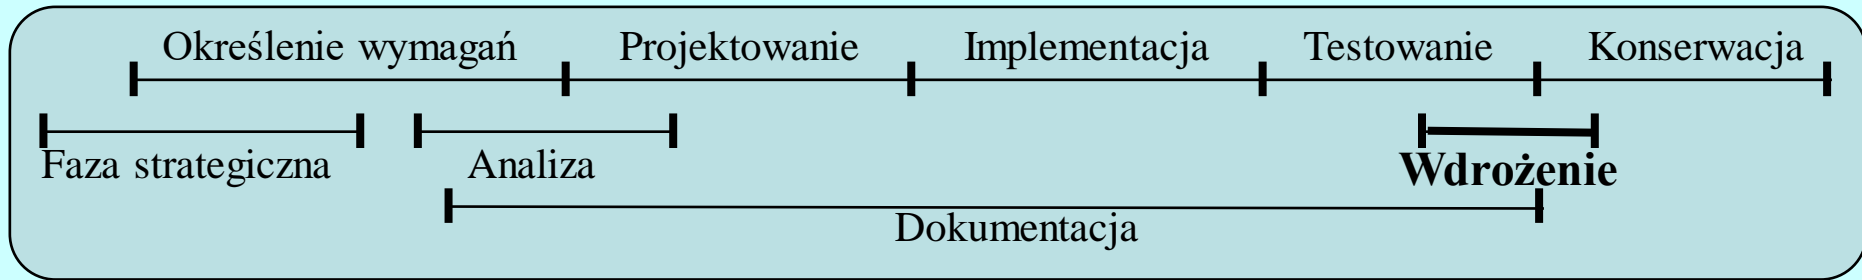 Określenie wymagań Projektowanie Implementacja Testowanie Konserwacja
Faza strategiczna Analiza Wdrożenie
Dokumentacja